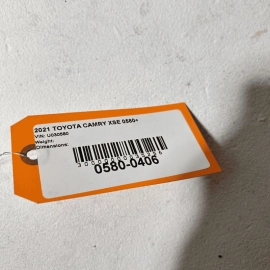 2021 TOYOTA CAMRY XSE 0580+
VIN: U030580
Weight:
Dimensions:
0580-0406